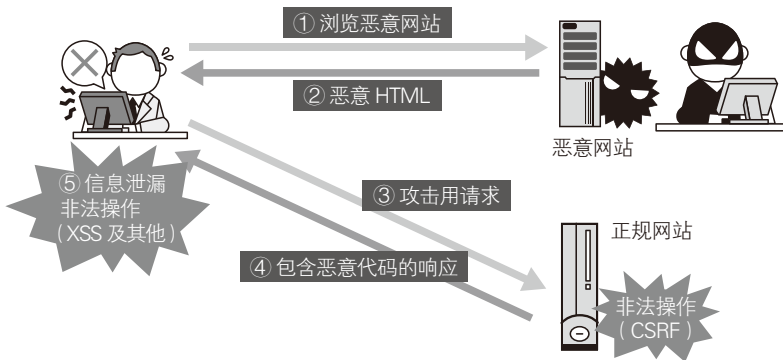 ① 浏览恶意网站
② 恶意 HTML
恶意网站
⑤ 信息泄漏
非法操作
（XSS 及其他）
③ 攻击用请求
正规网站
④ 包含恶意代码的响应
非法操作
（CSRF）